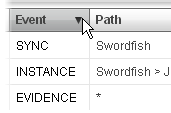 Event ▼ Path
SYNC Swordfish
INSTANCE Swordfish > J
EVIDENCE *